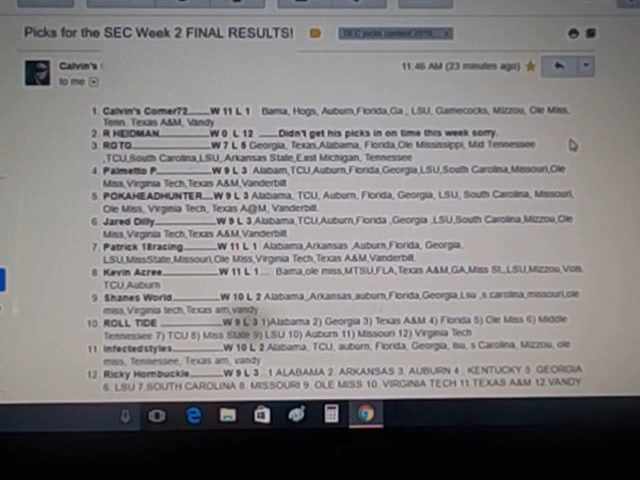 Picks for the SEC Week 2 FINAL RESULTS!
SEC picks contest 2016 x
Calvin's
11:46 AM (23 minutes ago)
to me
1. Calvin's Corner72......W 11 L 1 Bama, Hogs, Auburn,Florida,Ga., LSU, Gamecocks, Mizzou, Ole Miss,
Tenn, Texas A&M, Vandy
2. R HEIDMAN......W 0 L 12 ......Didn't get his picks in on time this week sorry.
3. ROTO......W 7 L 5 Georgia, Texas,Alabama, Florida,Ole Mississippi, Mid Tennessee
,TCU,South Carolina,LSU,Arkansas State,East Michigan, Tennessee
4. Palmetto P......W 9 L 3 Alabam,TCU,Auburn,Florida,Georgia,LSU,South Carolina,Missouri,Ole
Miss,Virginia Tech,Texas A&M,Vanderbilt
5. POKAHEADHUNTER...W 9 L 3 Alabama, TCU, Auburn, Florida, Georgia, LSU, South Carolina, Missouri,
Ole Miss, Virginia Tech, Texas A@M, Vanderbilt.
6. Jared Dilly......W 9 L 3 Alabama,TCU,Auburn,Florida ,Georgia ,LSU,South Carolina,Mizzou,Ole
Miss,Virginia Tech,Texas A&M,Vanderbilt
7. Patrick 18racing......W 11 L 1 Alabama,Arkansas ,Auburn,Florida, Georgia,
LSU,MissState,Missouri,Ole Miss,Virginia Tech,Texas A&M,Vanderbilt.
8. Kevin Acree......W 11 L 1.... Bama,ole miss,MTSU,FLA,Texas A&M,GA,Miss St.,LSU,Mizzou,Vols
TCU,Auburn
9. Shanes World......W 10 L 2 Alabama,,Arkansas,auburn,Florida,Georgia,Lsu ,s carolina,missouri,ole
miss,Virginia tech,Texas am,vandy
10. ROLL TIDE ......W 9 L 3 1)Alabama 2) Georgia 3) Texas A&M 4) Florida 5) Ole Miss 6) Middle
Tennessee 7) TCU 8) Miss State 9) LSU 10) Auburn 11) Missouri 12) Virginia Tech
11. Infectedstyles......W 10 L 2 Alabama, TCU, auburn, Florida, Georgia, lsu, s Carolina, Mizzou, ole
miss, Tennessee, Texas am, vandy
12. Ricky Hornbuckle......W 9 L 3...1 ALABAMA 2. ARKANSAS 3. AUBURN 4 . KENTUCKY 5. GEORGIA
6. LSU 7.SOUTH CAROLINA 8. MISSOURI 9. OLE MISS 10. VIRGINIA TECH 11.TEXAS A&M 12.VANDY